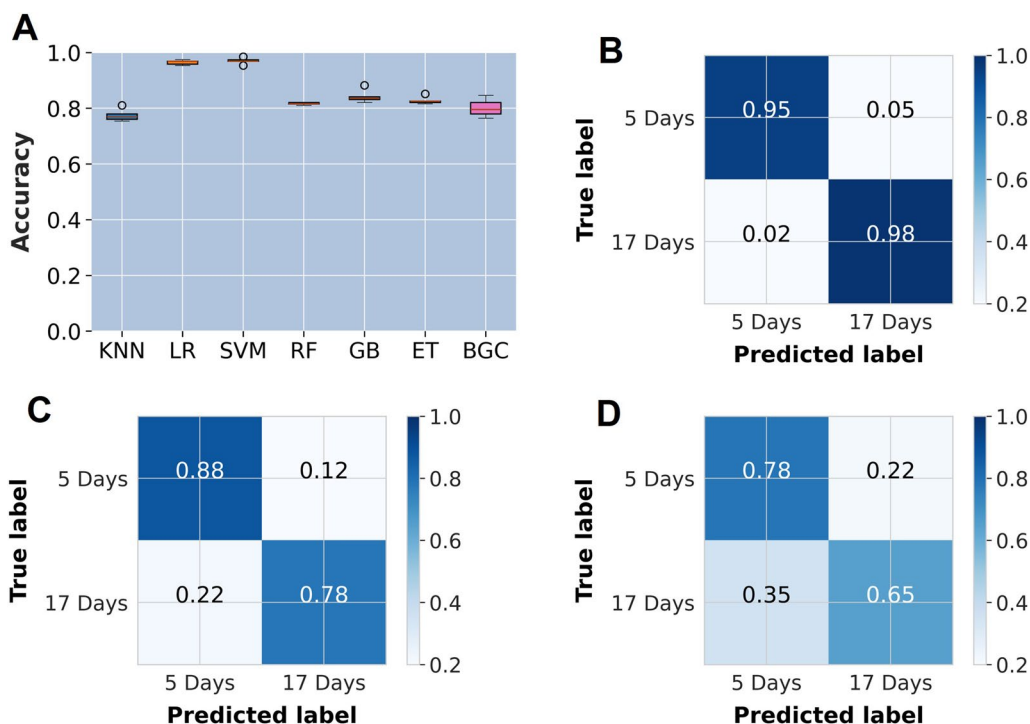 A
Accuracy
1.0
0.8
0.6
0.4
0.2
0.0
KNN LR SVM RF GB ET BGC
B
True label
5 Days
17 Days
0.95 0.05
0.02 0.98
5 Days 17 Days
Predicted label
1.0
0.8
0.6
0.4
0.2
C
True label
5 Days
17 Days
0.88 0.12
0.22 0.78
5 Days 17 Days
Predicted label
1.0
0.8
0.6
0.4
0.2
D
True label
5 Days
17 Days
0.78 0.22
0.35 0.65
5 Days 17 Days
Predicted label
1.0
0.8
0.6
0.4
0.2